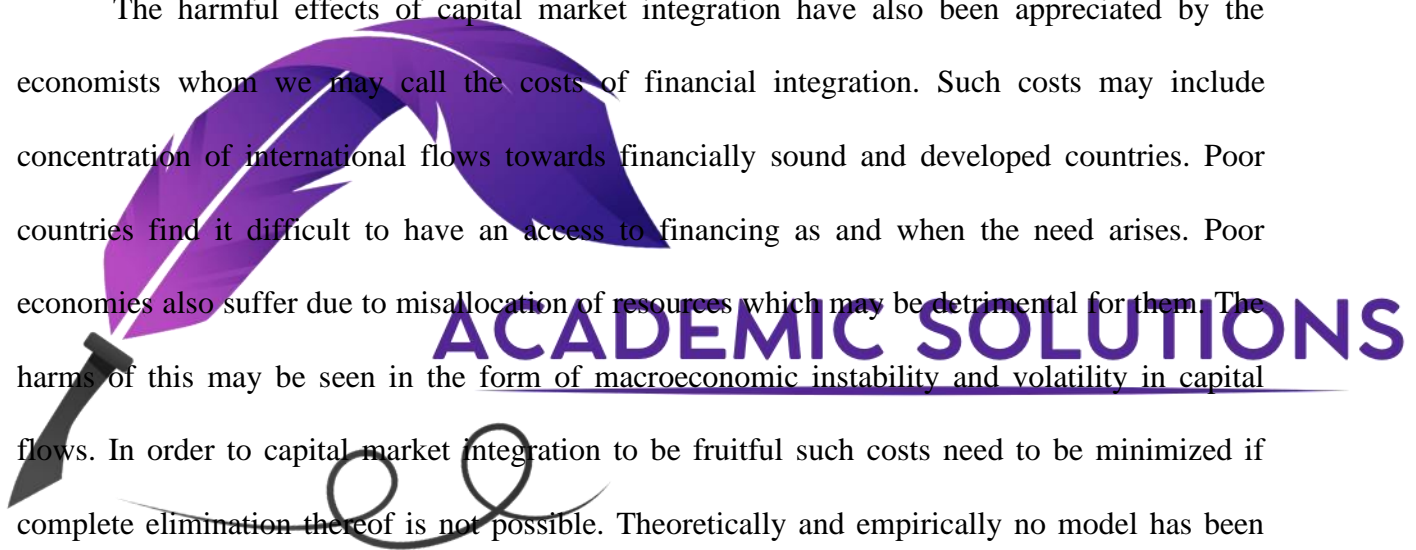 The harmful effects of capital market integration have also been appreciated by the
economists whom we may call the costs of financial integration. Such costs may include
concentration of international flows towards financially sound and developed countries. Poor
countries find it difficult to have an access to financing as and when the need arises. Poor
economies also suffer due to misallocation of resources which may be detrimental for them. The
ACADEMIC SOLUTIONS
harms of this may be seen in the form of macroeconomic instability and volatility in capital
flows. In order to capital market integration to be fruitful such costs need to be minimized if
complete elimination thereof is not possible. Theoretically and empirically no model has been